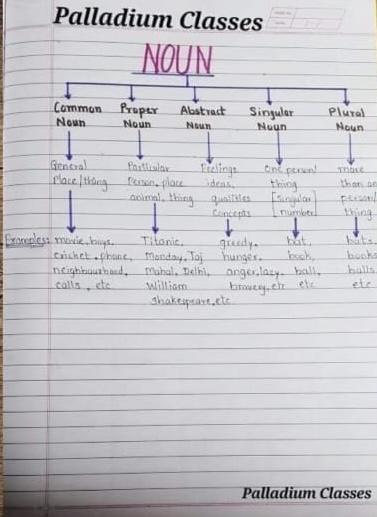 Palladium Classes
NOUN
Common Proper Abstract Singular Plural
Noun Noun Noun Noun Noun
General Particular Feelings one person/ more
Place/thing Person, place ideas, thing than on
animal, thing qualities [singular person/
concepts number] thing
Examples: movie, boys, Titanic, greedy, bat, bats,
cricket, phone, Monday, Taj hunger, book, books
neighbourhood, Mahal, Delhi, anger, lazy, ball, balls
calls, etc William bravery, etc etc etc
shakespeare, etc
Palladium Classes